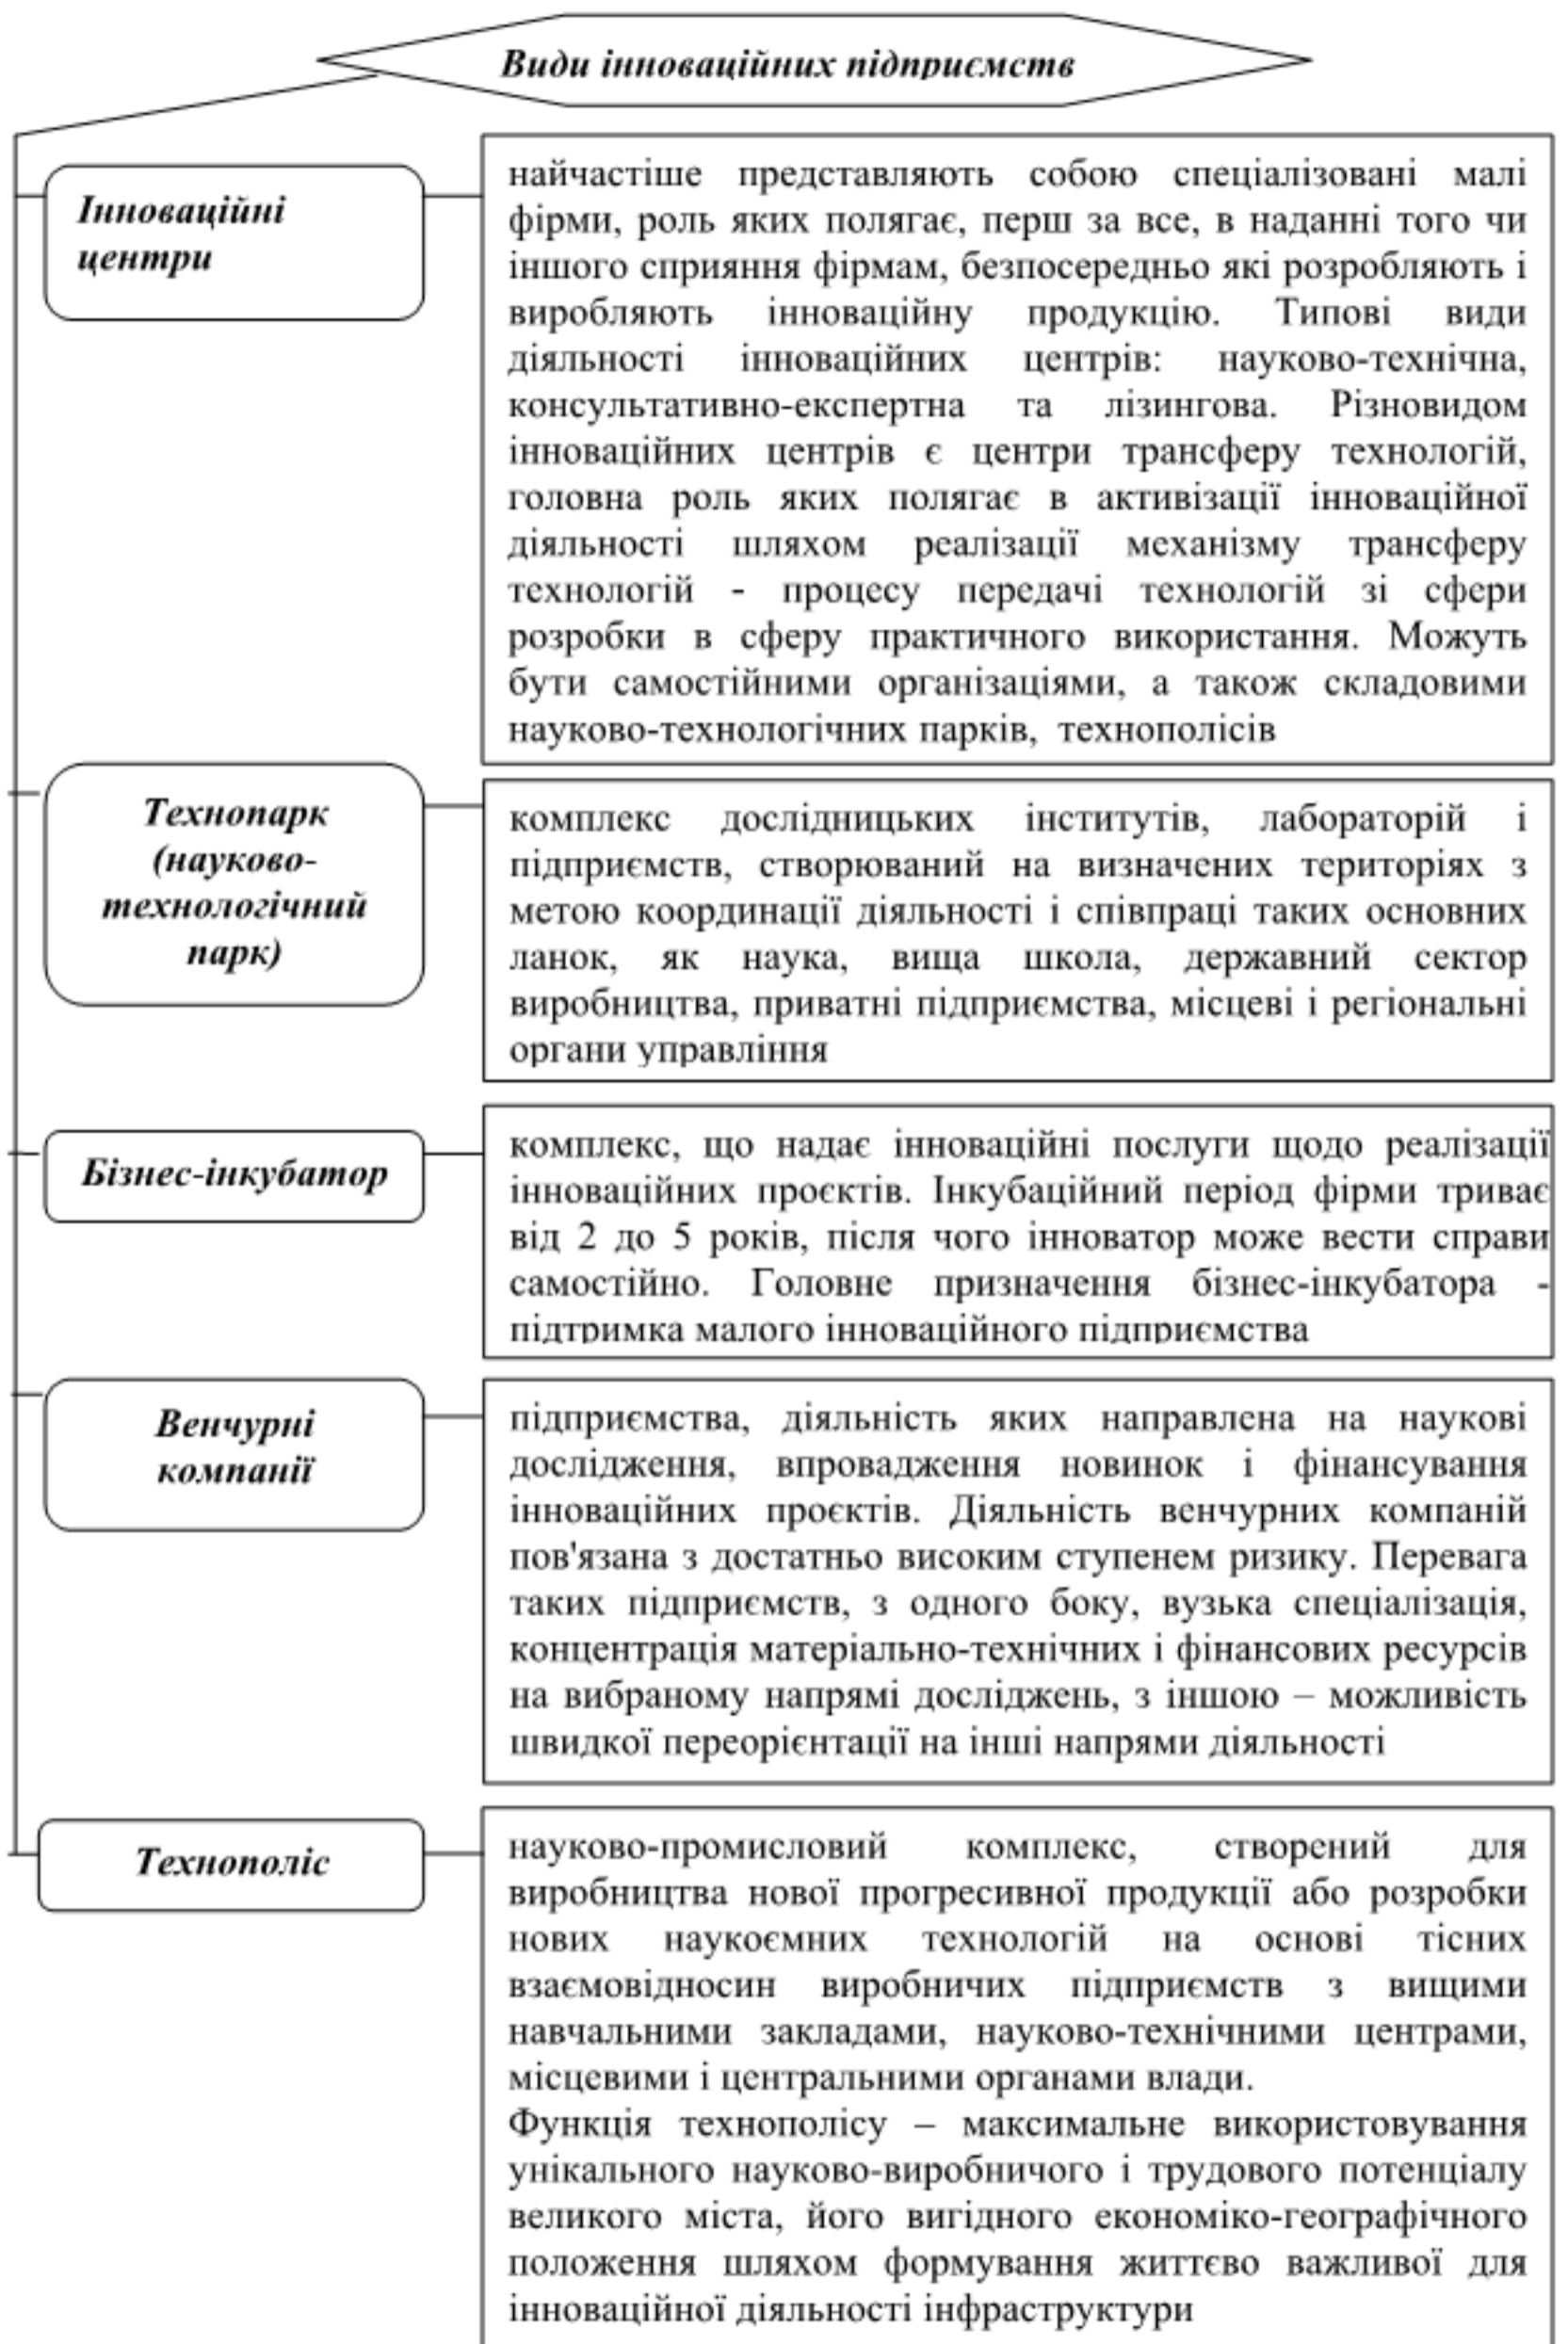 Види інноваційних підприємств
Інноваційні
центри
найчастіше представляють собою спеціалізовані малі
фірми, роль яких полягає, перш за все, в наданні того чи
іншого сприяння фірмам, безпосередньо які розробляють і
виробляють інноваційну продукцію. Типові види
діяльності інноваційних центрів: науково-технічна,
консультативно-експертна та лізингова. Різновидом
інноваційних центрів є центри трансферу технологій,
головна роль яких полягає в активізації інноваційної
діяльності шляхом реалізації механізму трансферу
технологій - процесу передачі технологій зі сфери
розробки в сферу практичного використання. Можуть
бути самостійними організаціями, а також складовими
науково-технологічних парків, технополісів
Технопарк
(науково-
технологічний
парк)
комплекс дослідницьких інститутів, лабораторій і
підприємств, створюваний на визначених територіях з
метою координації діяльності і співпраці таких основних
ланок, як наука, вища школа, державний сектор
виробництва, приватні підприємства, місцеві і регіональні
органи управління
Бізнес-інкубатор
комплекс, що надає інноваційні послуги щодо реалізації
інноваційних проєктів. Інкубаційний період фірми триває
від 2 до 5 років, після чого інноватор може вести справи
самостійно. Головне призначення бізнес-інкубатора -
підтримка малого інноваційного підприємства
Венчурні
компанії
підприємства, діяльність яких направлена на наукові
дослідження, впровадження новинок і фінансування
інноваційних проєктів. Діяльність венчурних компаній
пов'язана з достатньо високим ступенем ризику. Перевага
таких підприємств, з одного боку, вузька спеціалізація,
концентрація матеріально-технічних і фінансових ресурсів
на вибраному напрямі досліджень, з іншою – можливість
швидкої переорієнтації на інші напрями діяльності
Технополіс
науково-промисловий комплекс, створений для
виробництва нової прогресивної продукції або розробки
нових наукоємних технологій на основі тісних
взаємовідносин виробничих підприємств з вищими
навчальними закладами, науково-технічними центрами,
місцевими і центральними органами влади.
Функція технополісу – максимальне використовування
унікального науково-виробничого і трудового потенціалу
великого міста, його вигідного економіко-географічного
положення шляхом формування життєво важливої для
інноваційної діяльності інфраструктури